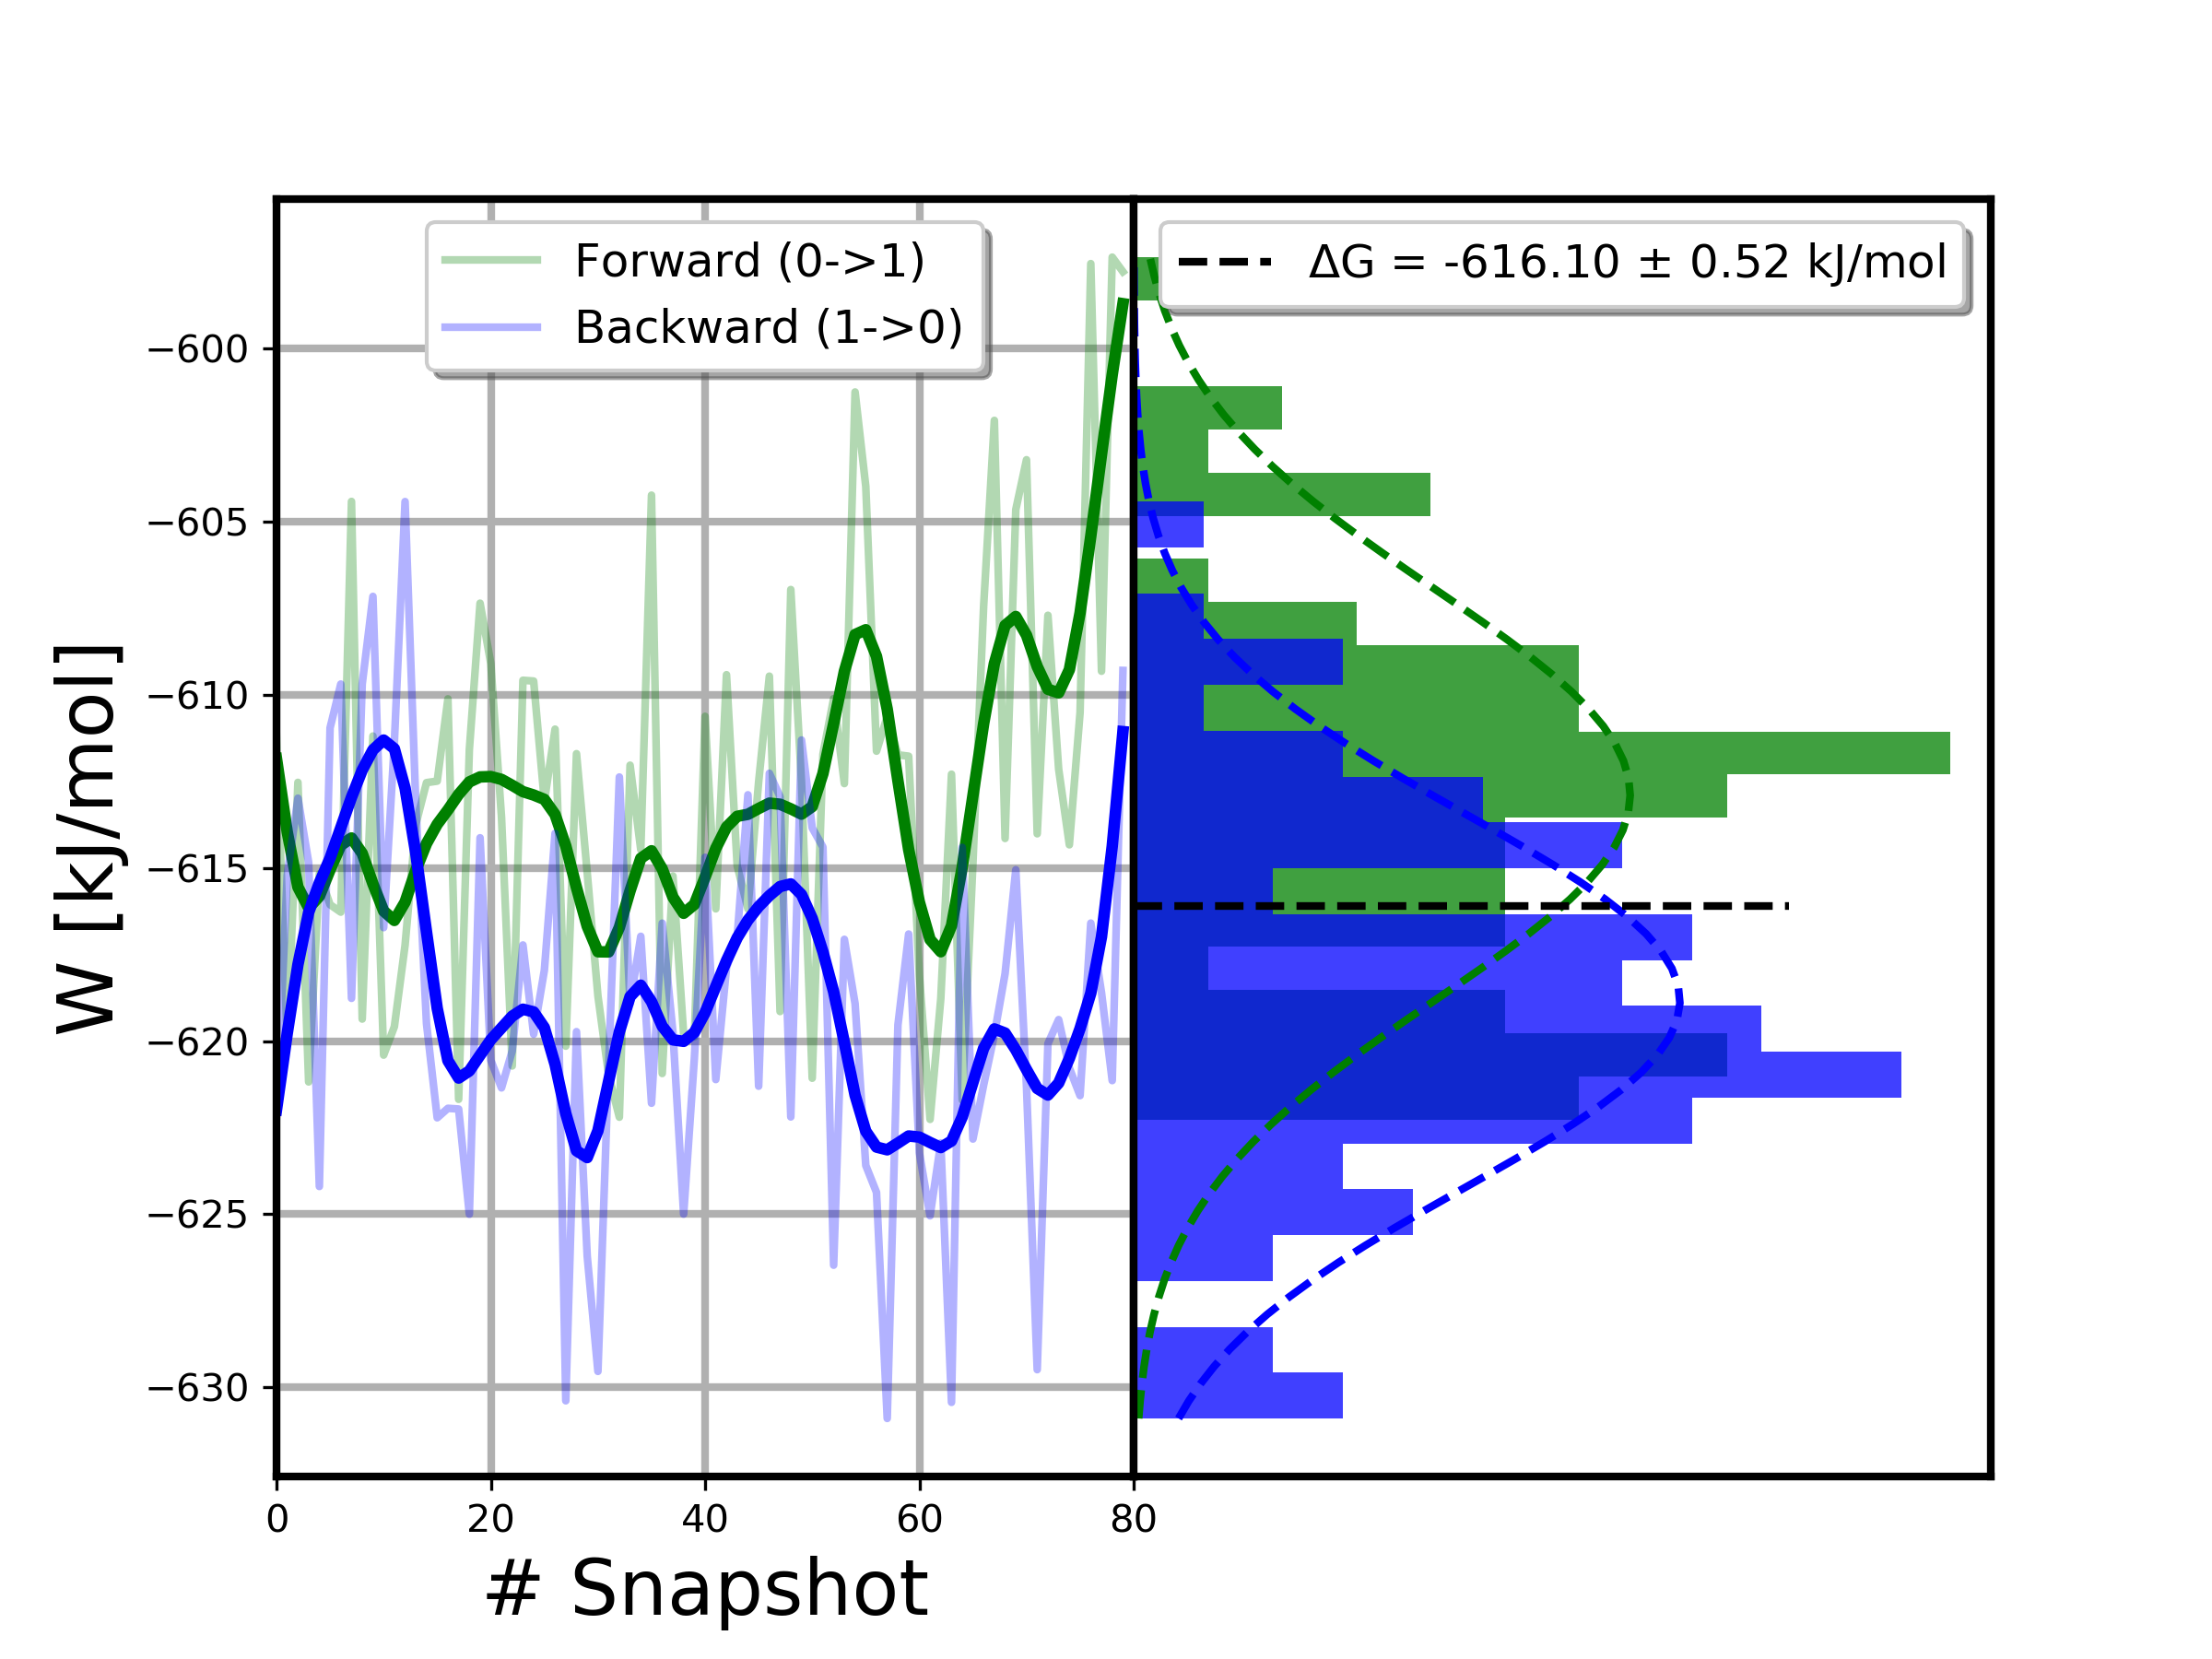 Forward (0->1)
Backward (1->0)
ΔG = -616.10 ± 0.52 kJ/mol
W [kJ/mol]
−600
−605
−610
−615
−620
−625
−630
0 20 40 60 80
# Snapshot